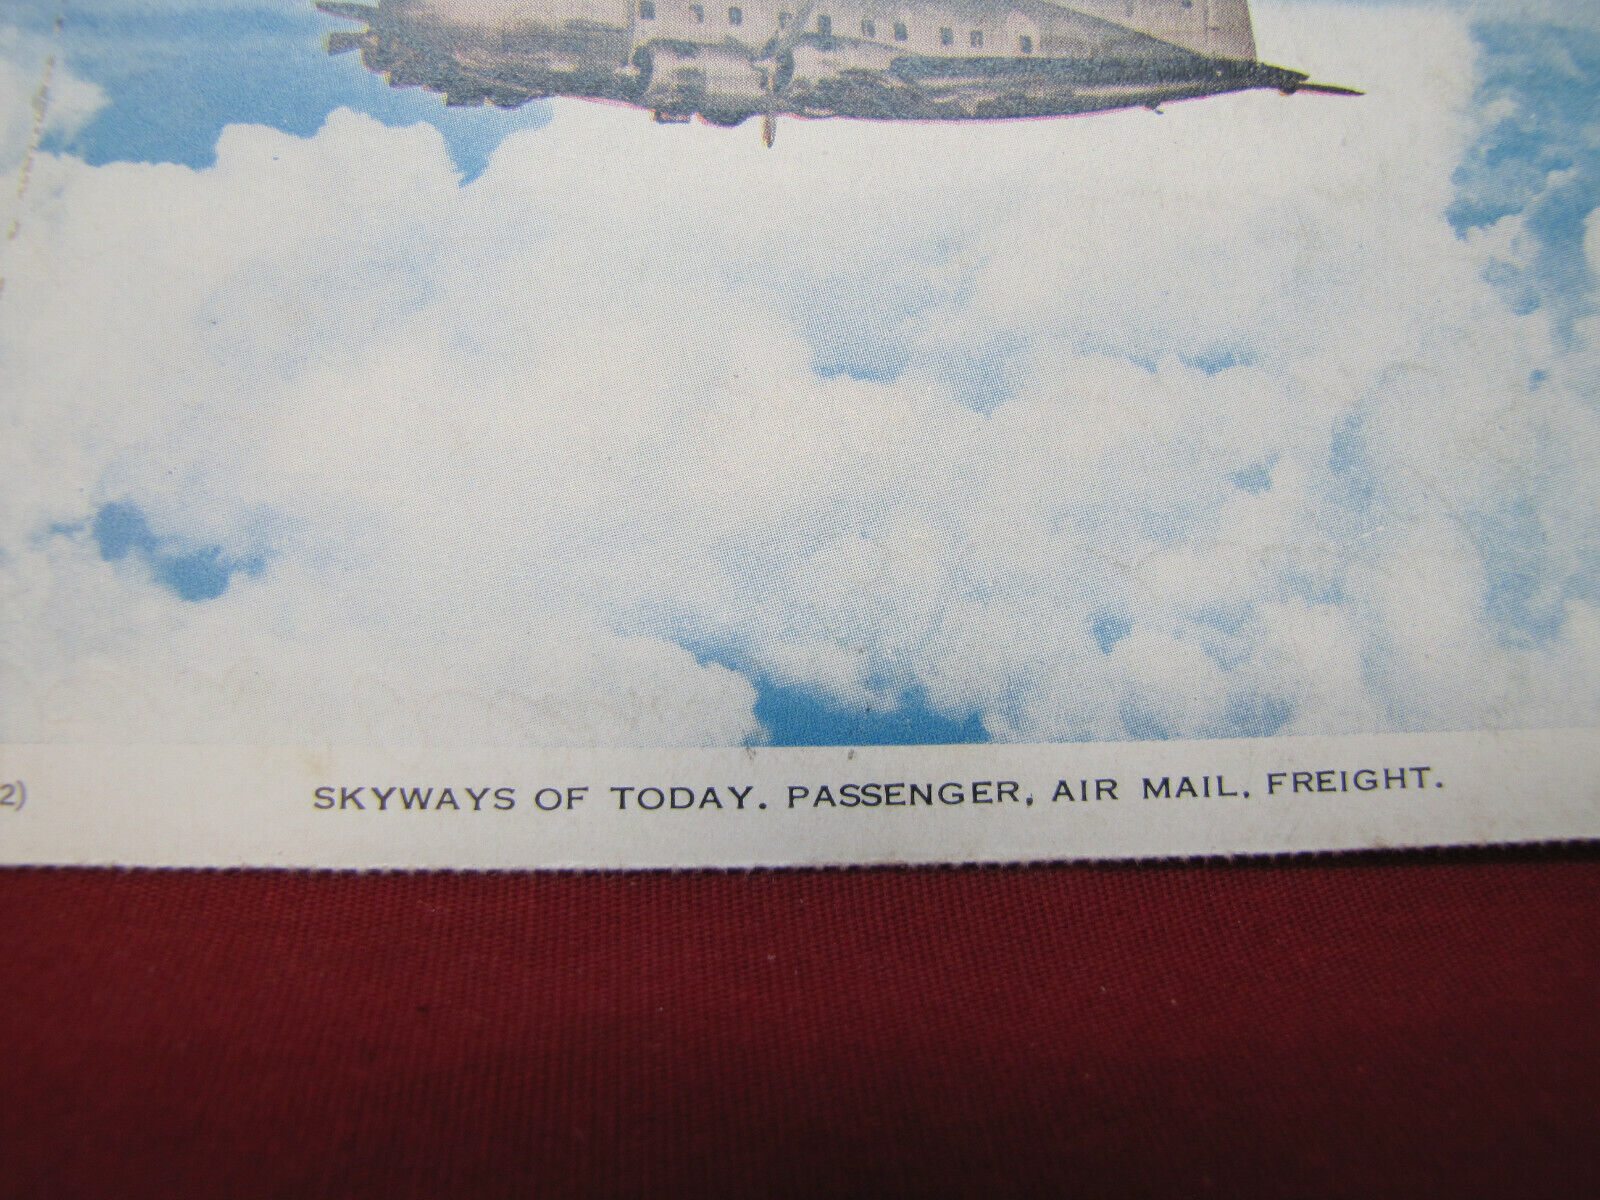 2) SKYWAYS OF TODAY. PASSENGER, AIR MAIL, FREIGHT.